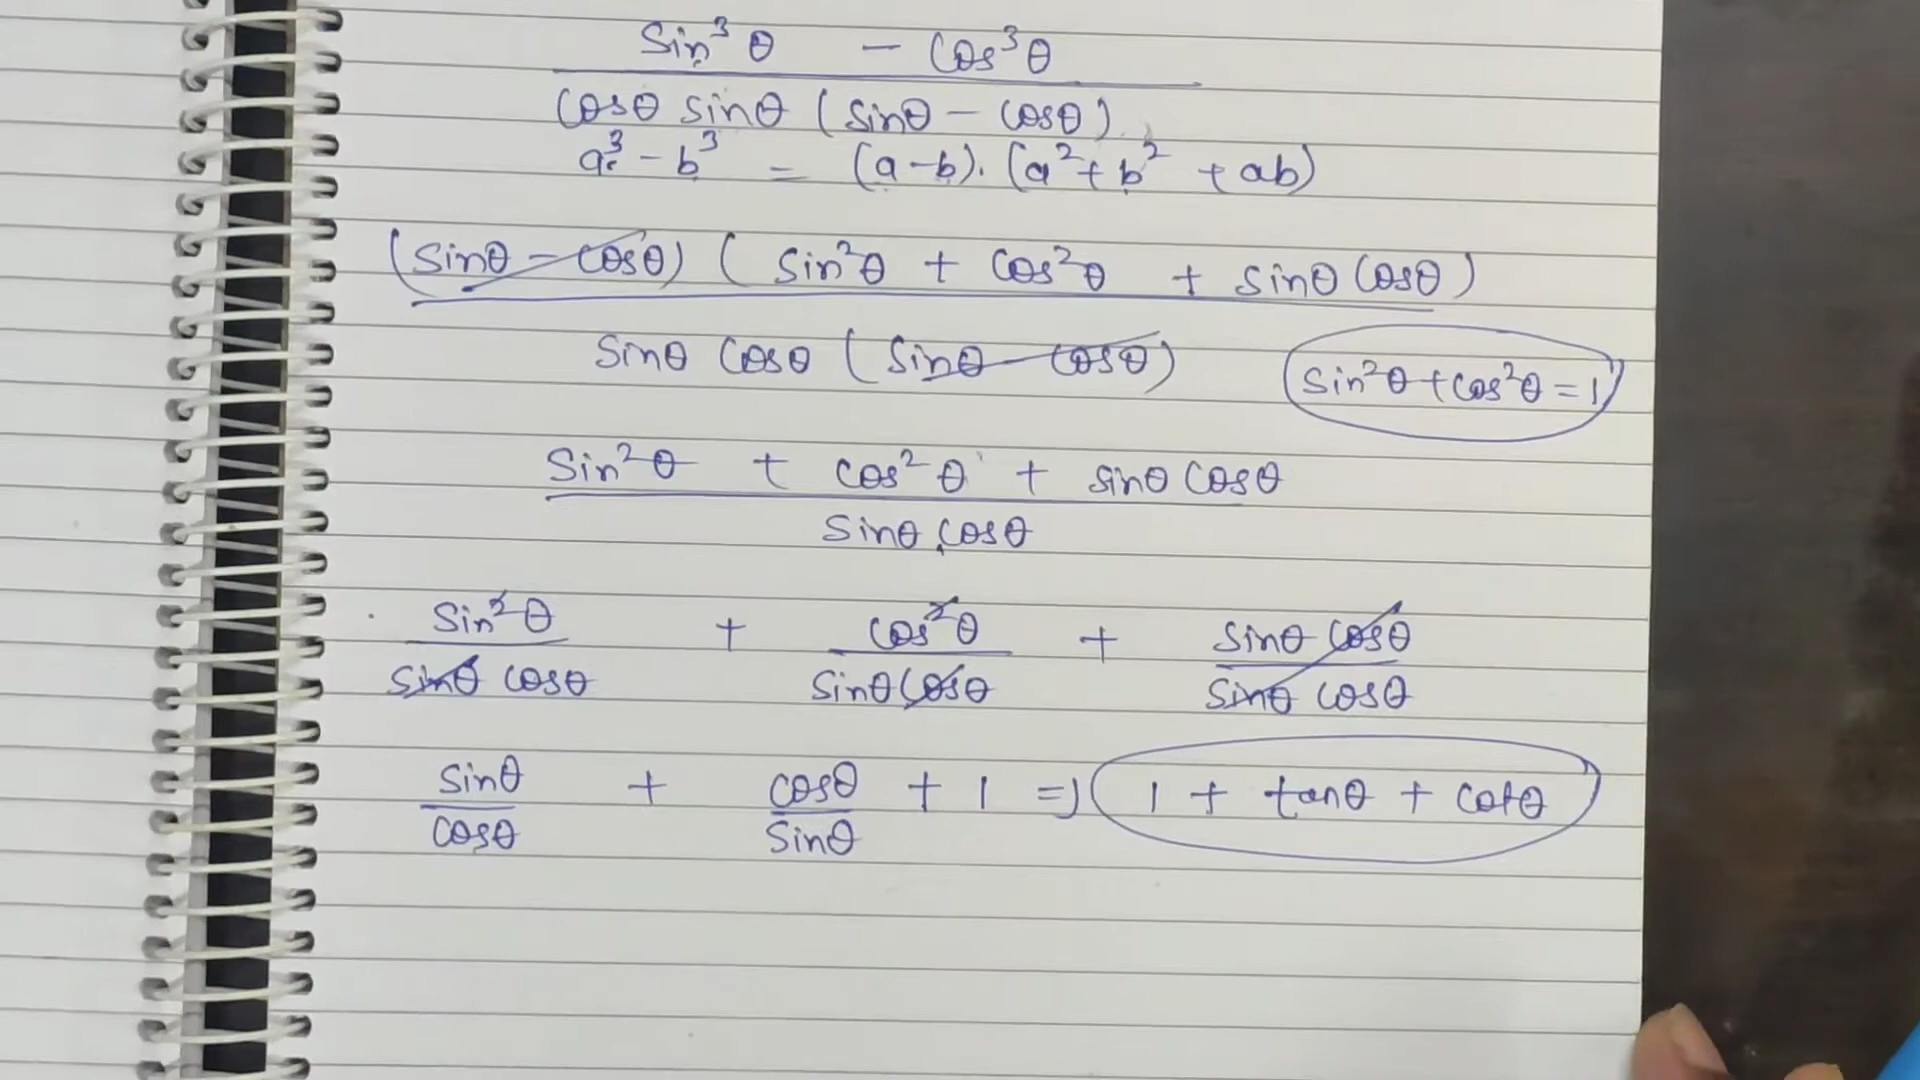 Sin³θ - Cos³θ
Cosθ sinθ (sinθ - Cosθ)
a³ - b³ = (a-b). (a² + b² + ab)
(Sinθ - Cosθ) ( Sin²θ + Cos²θ + Sinθ Cosθ)
Sinθ Cosθ (Sinθ - Cosθ) Sin²θ + Cos²θ = 1
Sin²θ + Cos²θ + Sinθ Cosθ
Sinθ Cosθ
Sin²θ + Cos²θ + Sinθ Cosθ
Sinθ Cosθ Sinθ Cosθ Sinθ Cosθ
Sinθ + Cosθ + 1 => 1 + tanθ + Cotθ
Cosθ Sinθ